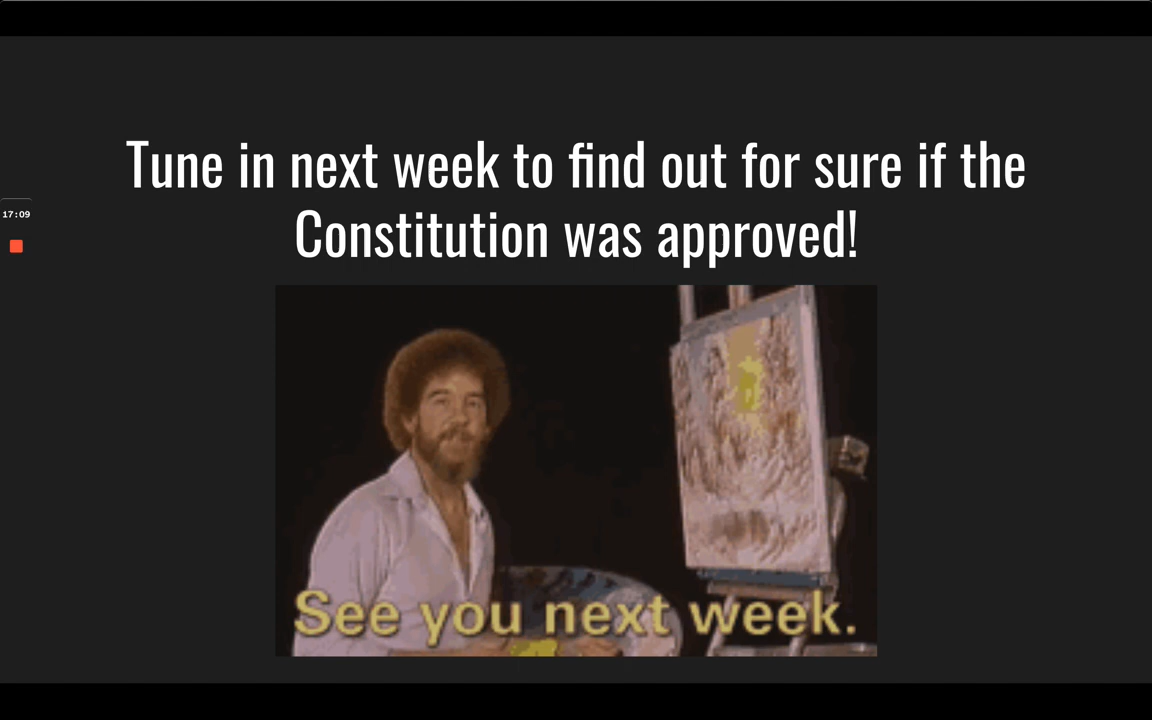 Tune in next week to find out for sure if the
Constitution was approved!
17:09
See you next week.